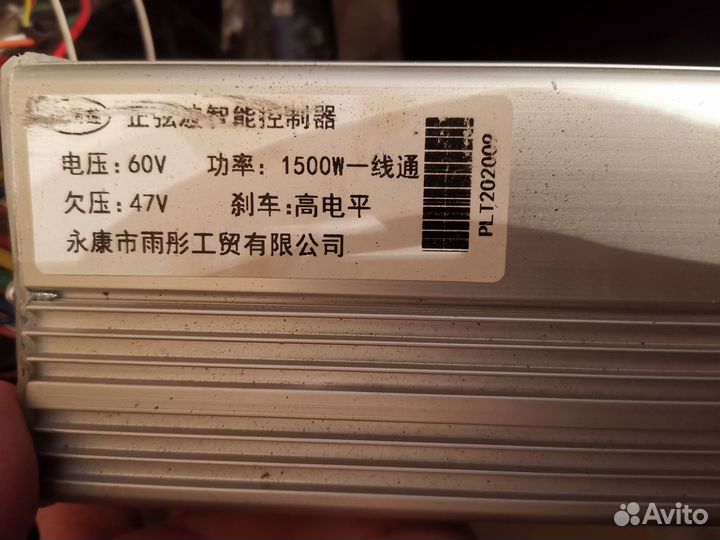 正弦波智能控制器
电压:60V 功率: 1500W一线通
欠压:47V 刹车:高电平
永康市雨彤工贸有限公司
PLT202009
Avito